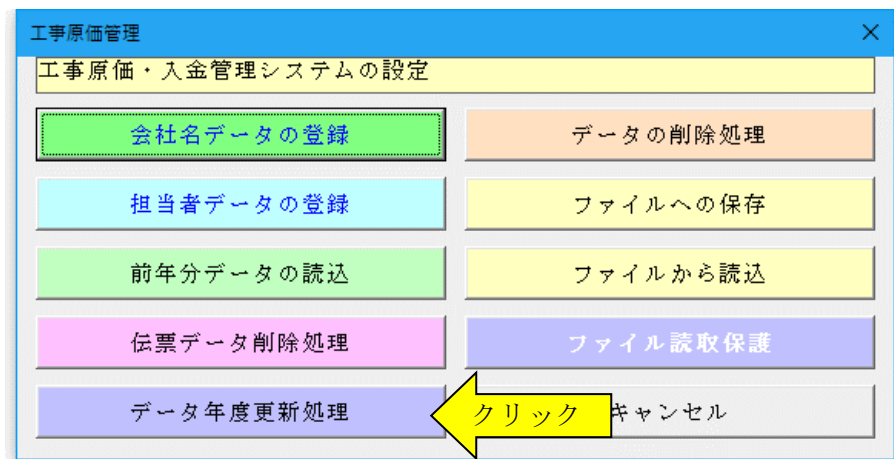 工事原価管理
工事原価・入金管理システムの設定
会社名データの登録
データの削除処理
担当者データの登録
ファイルへの保存
前年分データの読込
ファイルから読込
伝票データ削除処理
ファイル読取保護
データ年度更新処理
クリック
キャンセル